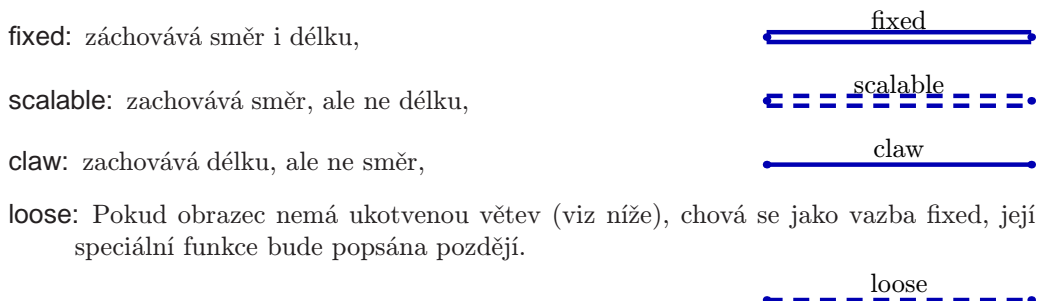 fixed: záchovává směr i délku,
fixed
scalable: zachovává směr, ale ne délku,
scalable
claw: zachovává délku, ale ne směr,
claw
loose: Pokud obrazec nemá ukotvenou větev (viz níže), chová se jako vazba fixed, její
speciální funkce bude popsána pozdějí.
loose